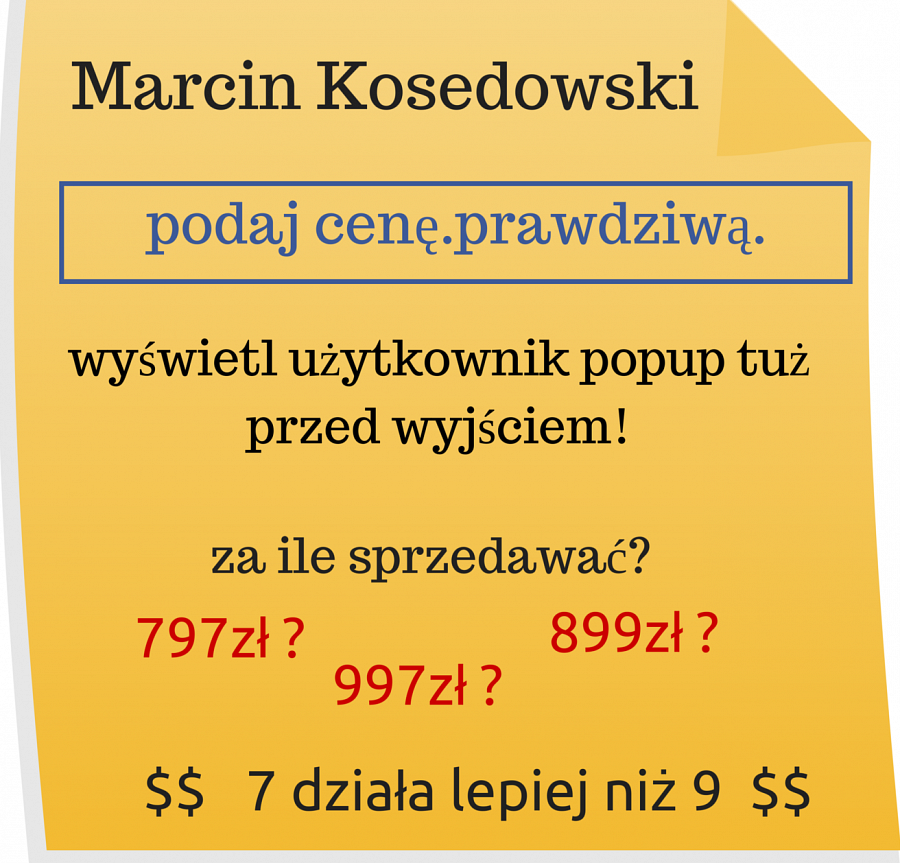 Marcin Kosedowski
podaj cenę.prawdziwą.
wyświetl użytkownik popup tuż
przed wyjściem!
za ile sprzedawać?
797zł ?
899zł ?
997zł ?
$$ 7 działa lepiej niż 9 $$